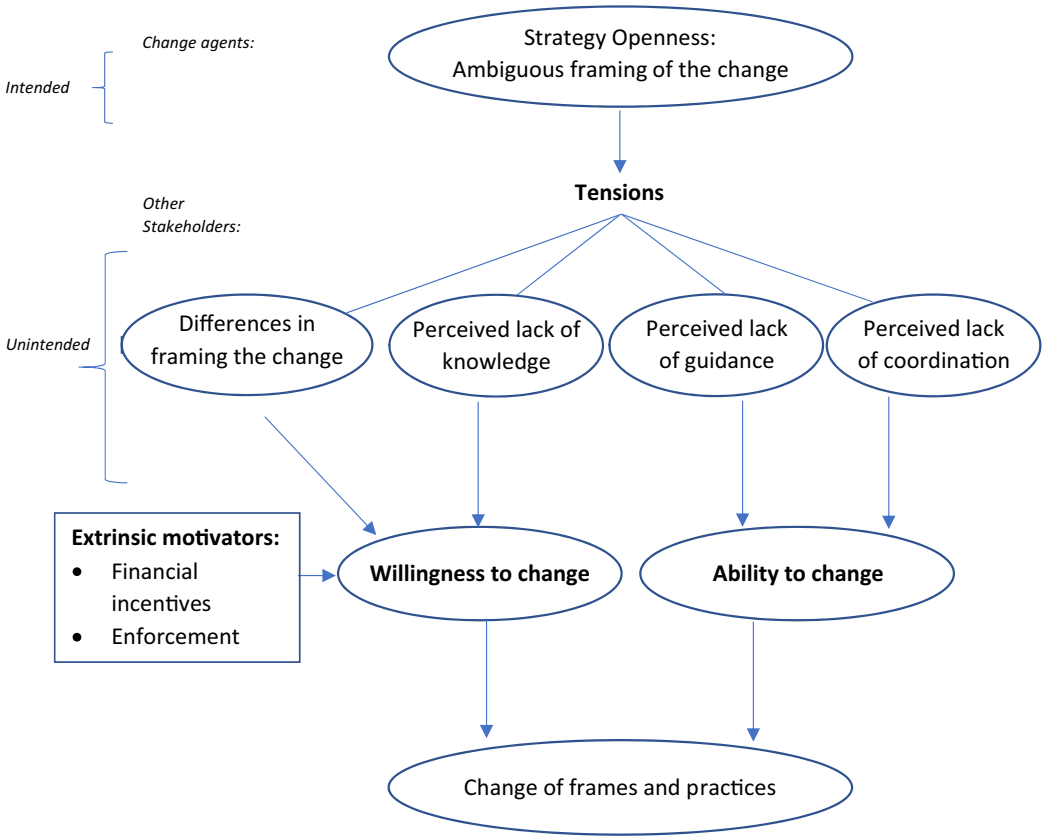 Change agents:
Intended
Strategy Openness:
Ambiguous framing of the change
Tensions
Other
Stakeholders:
Unintended
Differences in
framing the change
Perceived lack of
knowledge
Perceived lack
of guidance
Perceived lack
of coordination
Extrinsic motivators:
• Financial
incentives
• Enforcement
Willingness to change
Ability to change
Change of frames and practices